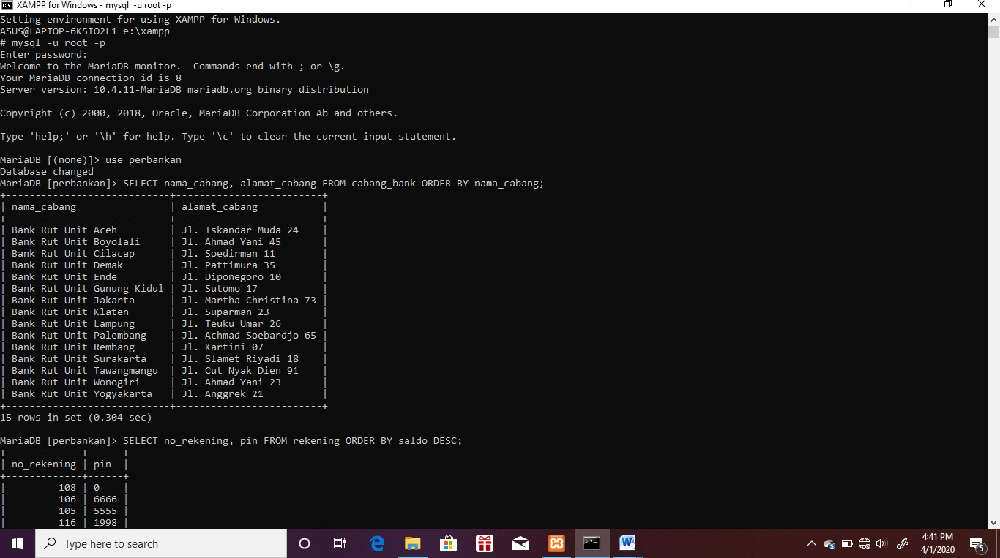 XAMPP for Windows - mysql -u root -p
Setting environment for using XAMPP for Windows.
ASUS@LAPTOP-6K5IO2L1 e:\xampp
# mysql -u root -p
Enter password:
Welcome to the MariaDB monitor.  Commands end with ; or \g.
Your MariaDB connection id is 8
Server version: 10.4.11-MariaDB mariadb.org binary distribution
Copyright (c) 2000, 2018, Oracle, MariaDB Corporation Ab and others.
Type 'help;' or '\h' for help. Type '\c' to clear the current input statement.
MariaDB [(none)]> use perbankan
Database changed
MariaDB [perbankan]> SELECT nama_cabang, alamat_cabang FROM cabang_bank ORDER BY nama_cabang;
+----------------------------+-------------------------+
| nama_cabang                | alamat_cabang           |
+----------------------------+-------------------------+
| Bank Rut Unit Aceh         | Jl. Iskandar Muda 24    |
| Bank Rut Unit Boyolali     | Jl. Ahmad Yani 45       |
| Bank Rut Unit Cilacap      | Jl. Soedirman 11        |
| Bank Rut Unit Demak        | Jl. Pattimura 35        |
| Bank Rut Unit Ende         | Jl. Diponegoro 10       |
| Bank Rut Unit Gunung Kidul | Jl. Sutomo 17           |
| Bank Rut Unit Jakarta      | Jl. Martha Christina 73 |
| Bank Rut Unit Klaten       | Jl. Suparman 23         |
| Bank Rut Unit Lampung      | Jl. Teuku Umar 26       |
| Bank Rut Unit Palembang    | Jl. Achmad Soebardjo 65 |
| Bank Rut Unit Rembang      | Jl. Kartini 07          |
| Bank Rut Unit Surakarta    | Jl. Slamet Riyadi 18    |
| Bank Rut Unit Tawangmangu  | Jl. Cut Nyak Dien 91    |
| Bank Rut Unit Wonogiri     | Jl. Ahmad Yani 23       |
| Bank Rut Unit Yogyakarta   | Jl. Anggrek 21          |
+----------------------------+-------------------------+
15 rows in set (0.304 sec)
MariaDB [perbankan]> SELECT no_rekening, pin FROM rekening ORDER BY saldo DESC;
+-------------+------+
| no_rekening | pin  |
+-------------+------+
|         108 | 0    |
|         106 | 6666 |
|         105 | 5555 |
|         116 | 1998 |
Type here to search
4:41 PM
4/1/2020
5